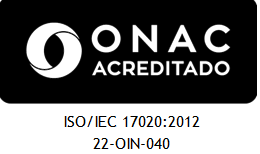 ONAC
ACREDITADO
ISO/IEC 17020:2012
22-OIN-040